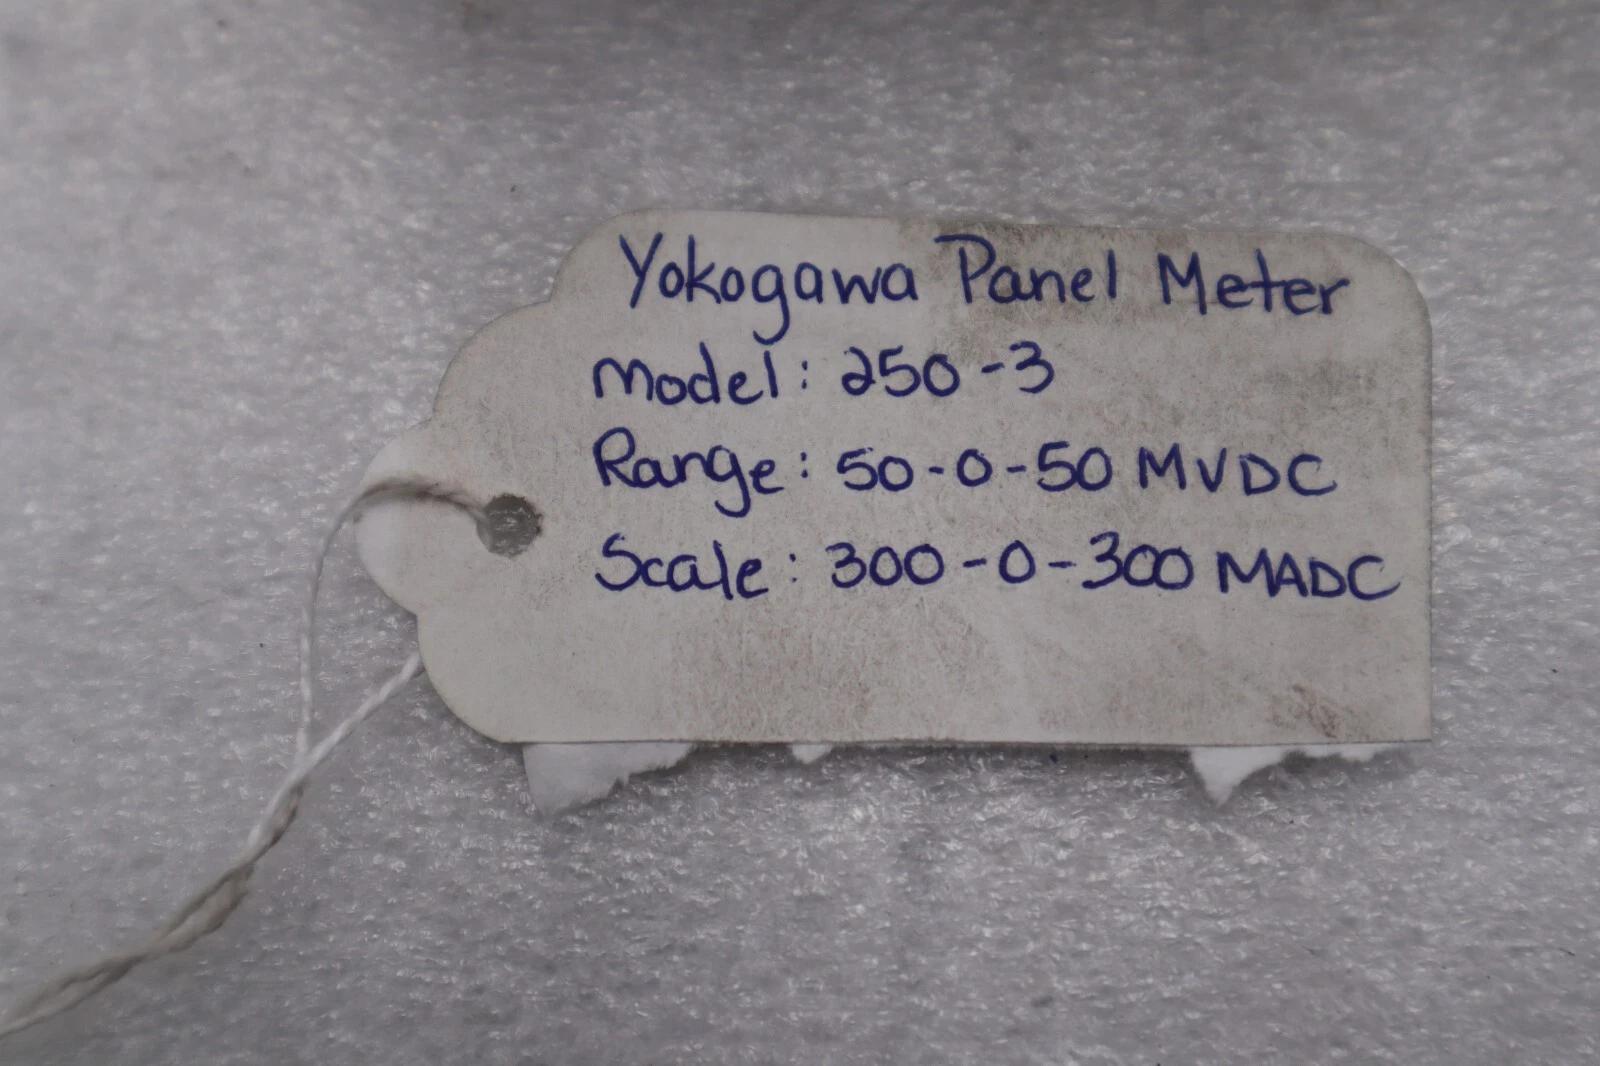 Yokogawa Panel Meter
Model: 250-3
Range: 50-0-50 MVDC
Scale: 300-0-300 MADC